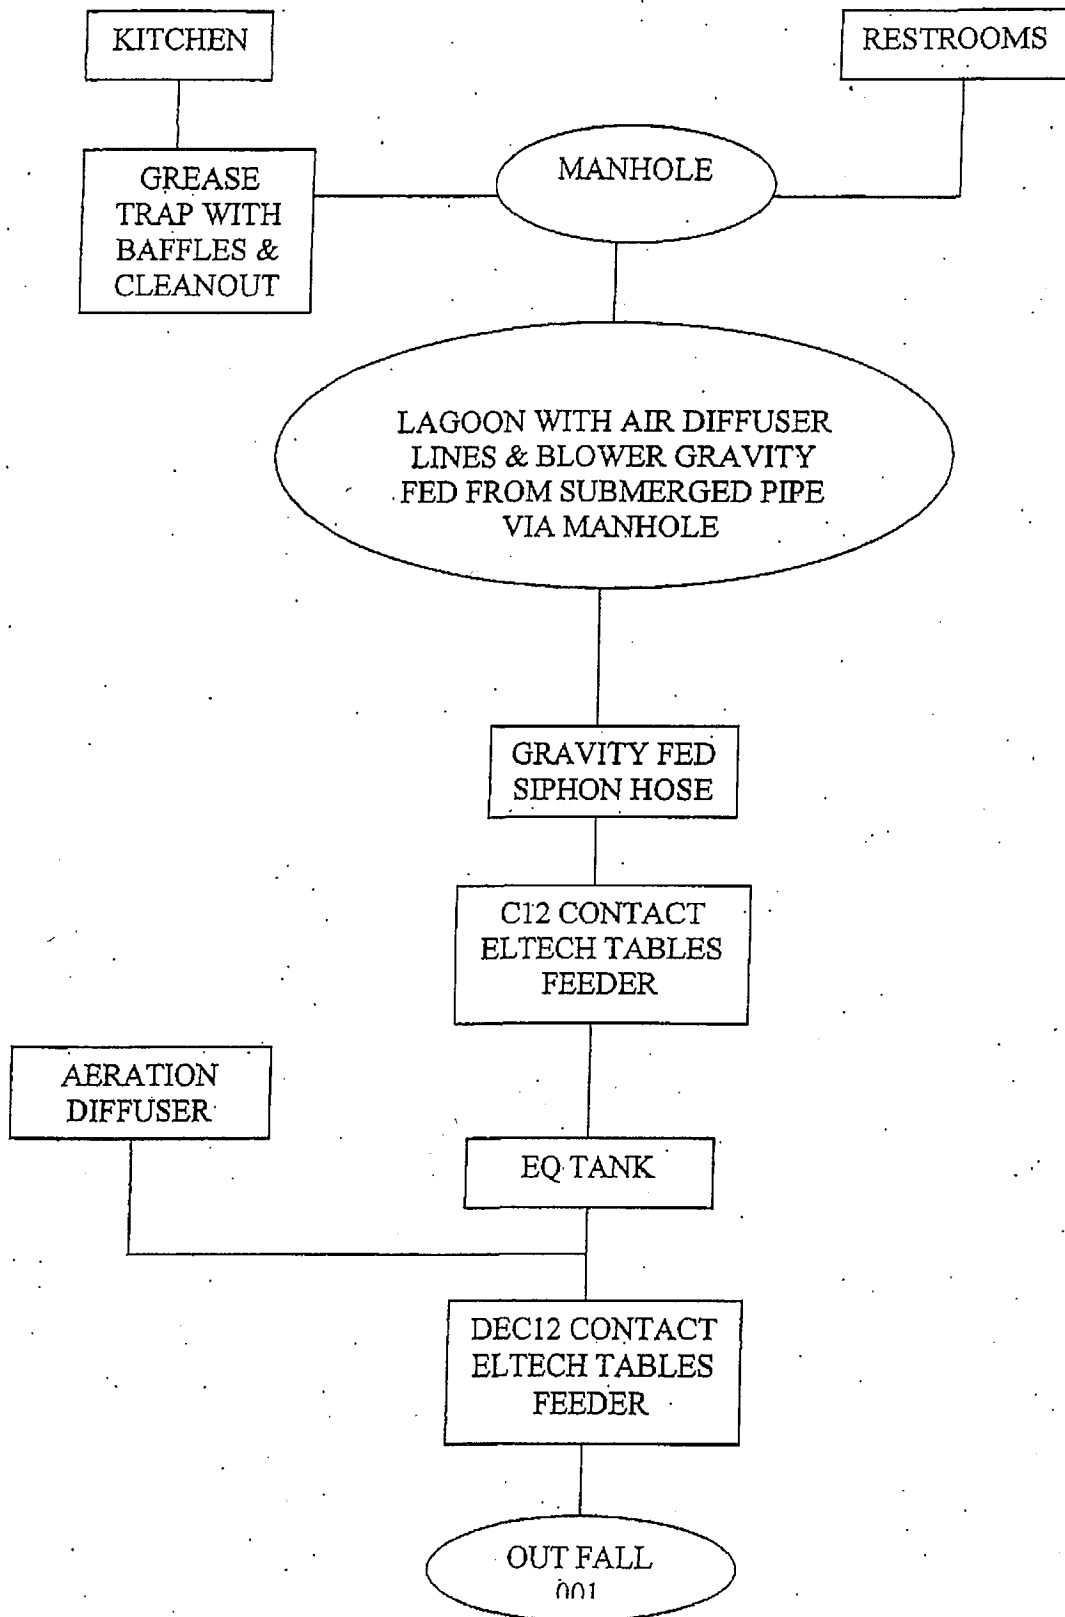 KITCHEN
RESTROOMS
GREASE
TRAP WITH
BAFFLES &
CLEANOUT
MANHOLE
LAGOON WITH AIR DIFFUSER
LINES & BLOWER GRAVITY
FED FROM SUBMERGED PIPE
VIA MANHOLE
GRAVITY FED
SIPHON HOSE
C12 CONTACT
ELTECH TABLES
FEEDER
AERATION
DIFFUSER
EQ TANK
DEC12 CONTACT
ELTECH TABLES
FEEDER
OUT FALL
001